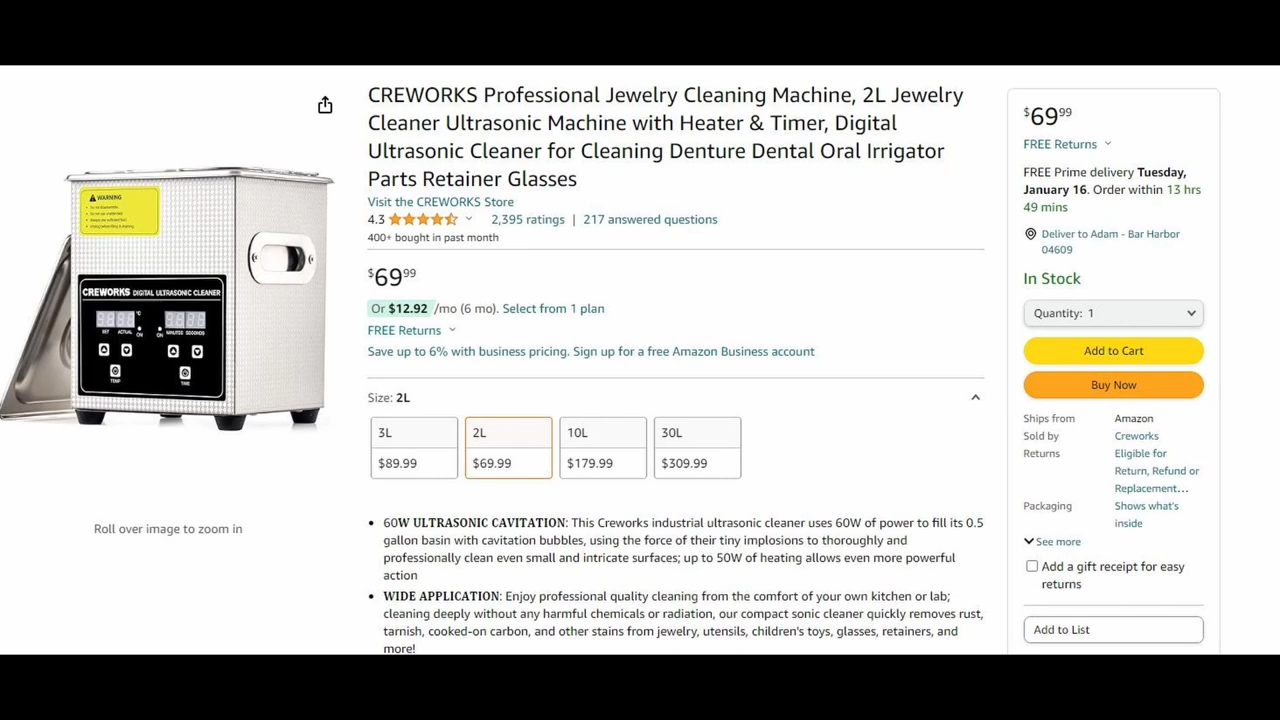 CREWORKS Professional Jewelry Cleaning Machine, 2L Jewelry
Cleaner Ultrasonic Machine with Heater & Timer, Digital
Ultrasonic Cleaner for Cleaning Denture Dental Oral Irrigator
Parts Retainer Glasses
Visit the CREWORKS Store
4.3 2,395 ratings | 217 answered questions
400+ bought in past month
$69.99
Or $12.92 /mo (6 mo). Select from 1 plan
FREE Returns
Save up to 6% with business pricing. Sign up for a free Amazon Business account
Size: 2L
3L 2L 10L 30L
$89.99 $69.99 $179.99 $309.99
• 60W ULTRASONIC CAVITATION: This Creworks industrial ultrasonic cleaner uses 60W of power to fill its 0.5
gallon basin with cavitation bubbles, using the force of their tiny implosions to thoroughly and
professionally clean even small and intricate surfaces; up to 50W of heating allows even more powerful
action
• WIDE APPLICATION: Enjoy professional quality cleaning from the comfort of your own kitchen or lab;
cleaning deeply without any harmful chemicals or radiation, our compact sonic cleaner quickly removes rust,
tarnish, cooked-on carbon, and other stains from jewelry, utensils, children's toys, glasses, retainers, and
more!
WARNING
CREWORKS DIGITAL ULTRASONIC CLEANER
°C
SET ACTUAL ON ON MINUTES
TEMP TIME
Roll over image to zoom in
$69.99
FREE Returns
FREE Prime delivery Tuesday,
January 16. Order within 13 hrs
49 mins
Deliver to Adam - Bar Harbor
04609
In Stock
Quantity: 1
Add to Cart
Buy Now
Ships from Amazon
Sold by Creworks
Returns Eligible for
Return, Refund or
Replacement…
Packaging Shows what's
inside
See more
Add a gift receipt for easy
returns
Add to List